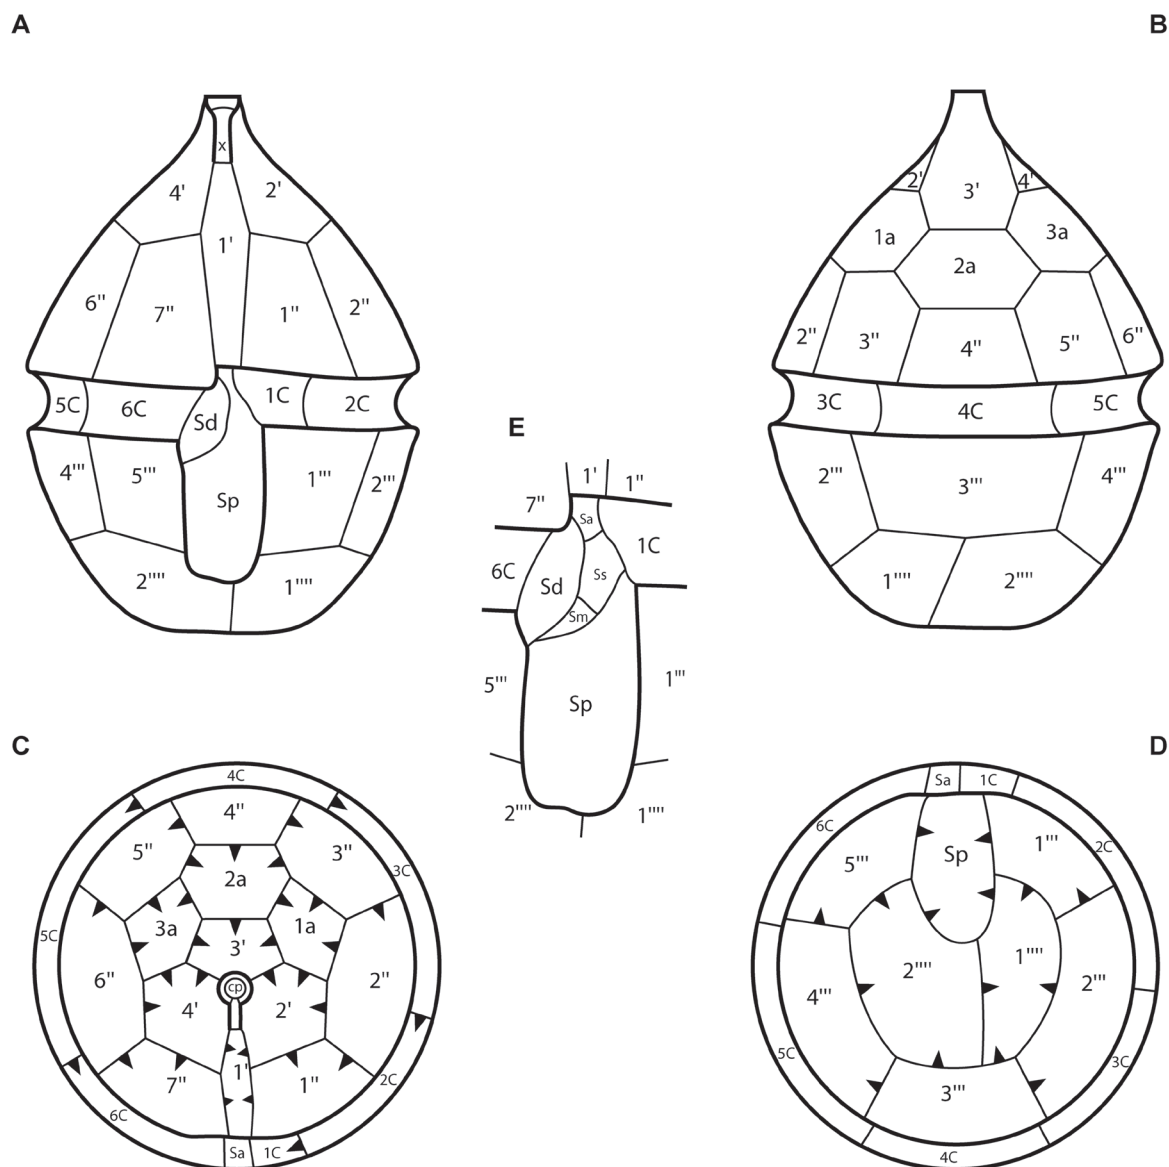 A
B
x
4' 2'
1'
6'' 7'' 1'' 2''
5C 6C Sd 1C 2C
4''' 5''' Sp 1''' 2'''
2'''' 1''''
2' 3' 4'
1a 3a
2a
2'' 3'' 4'' 5'' 6''
3C 4C 5C
2''' 3''' 4'''
1'''' 2''''
E
7'' 1' 1''
Sa
6C Sd Ss 1C
Sm
5''' Sp 1'''
2'''' 1''''
C
4C
4''
5'' 3''
3C
2a
3a 1a
5C 3'
6'' cp 2''
4' 2'
1'
7'' 1''
2C
6C
Sa 1C
D
Sa 1C
6C
2C
5''' Sp 1'''
2'''' 1''''
4''' 2'''
5C 3C
3'''
4C